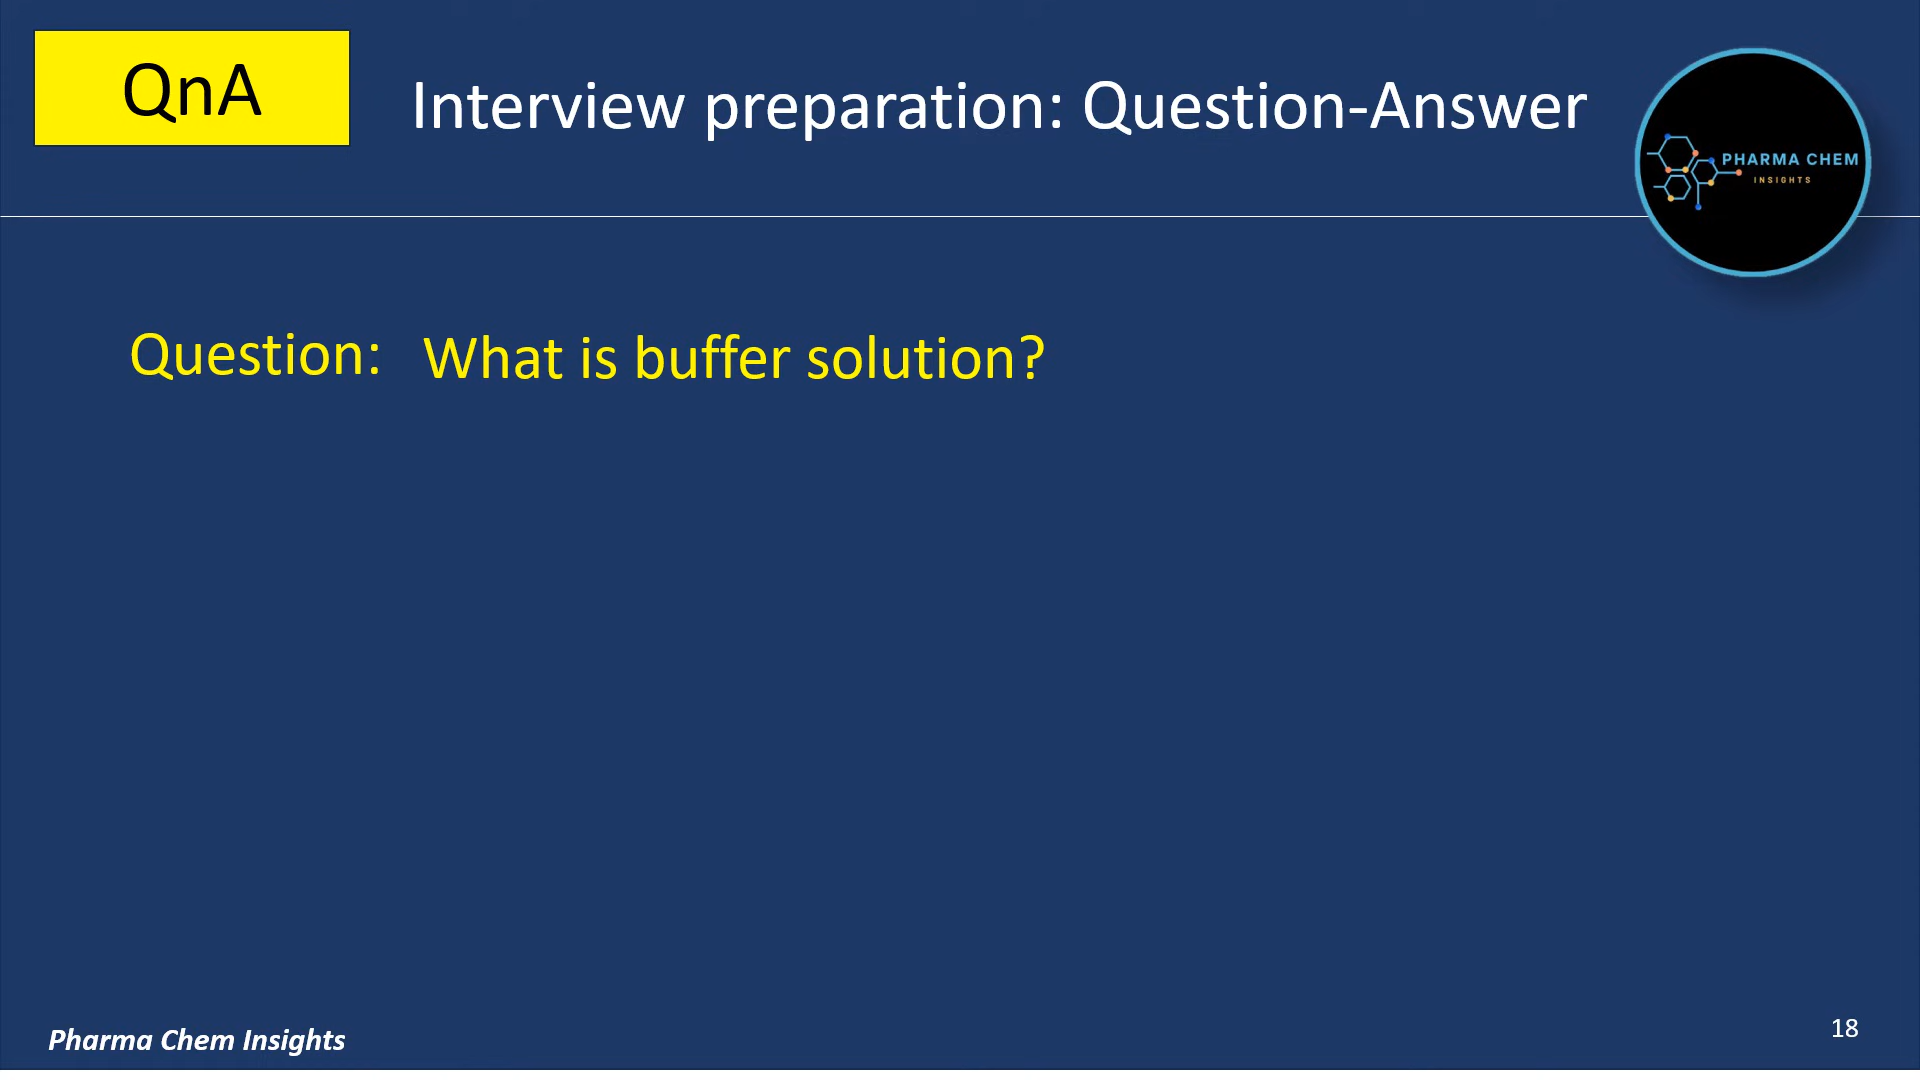 QnA
Interview preparation: Question-Answer
PHARMA CHEM
INSIGHTS
Question: What is buffer solution?
Pharma Chem Insights
18